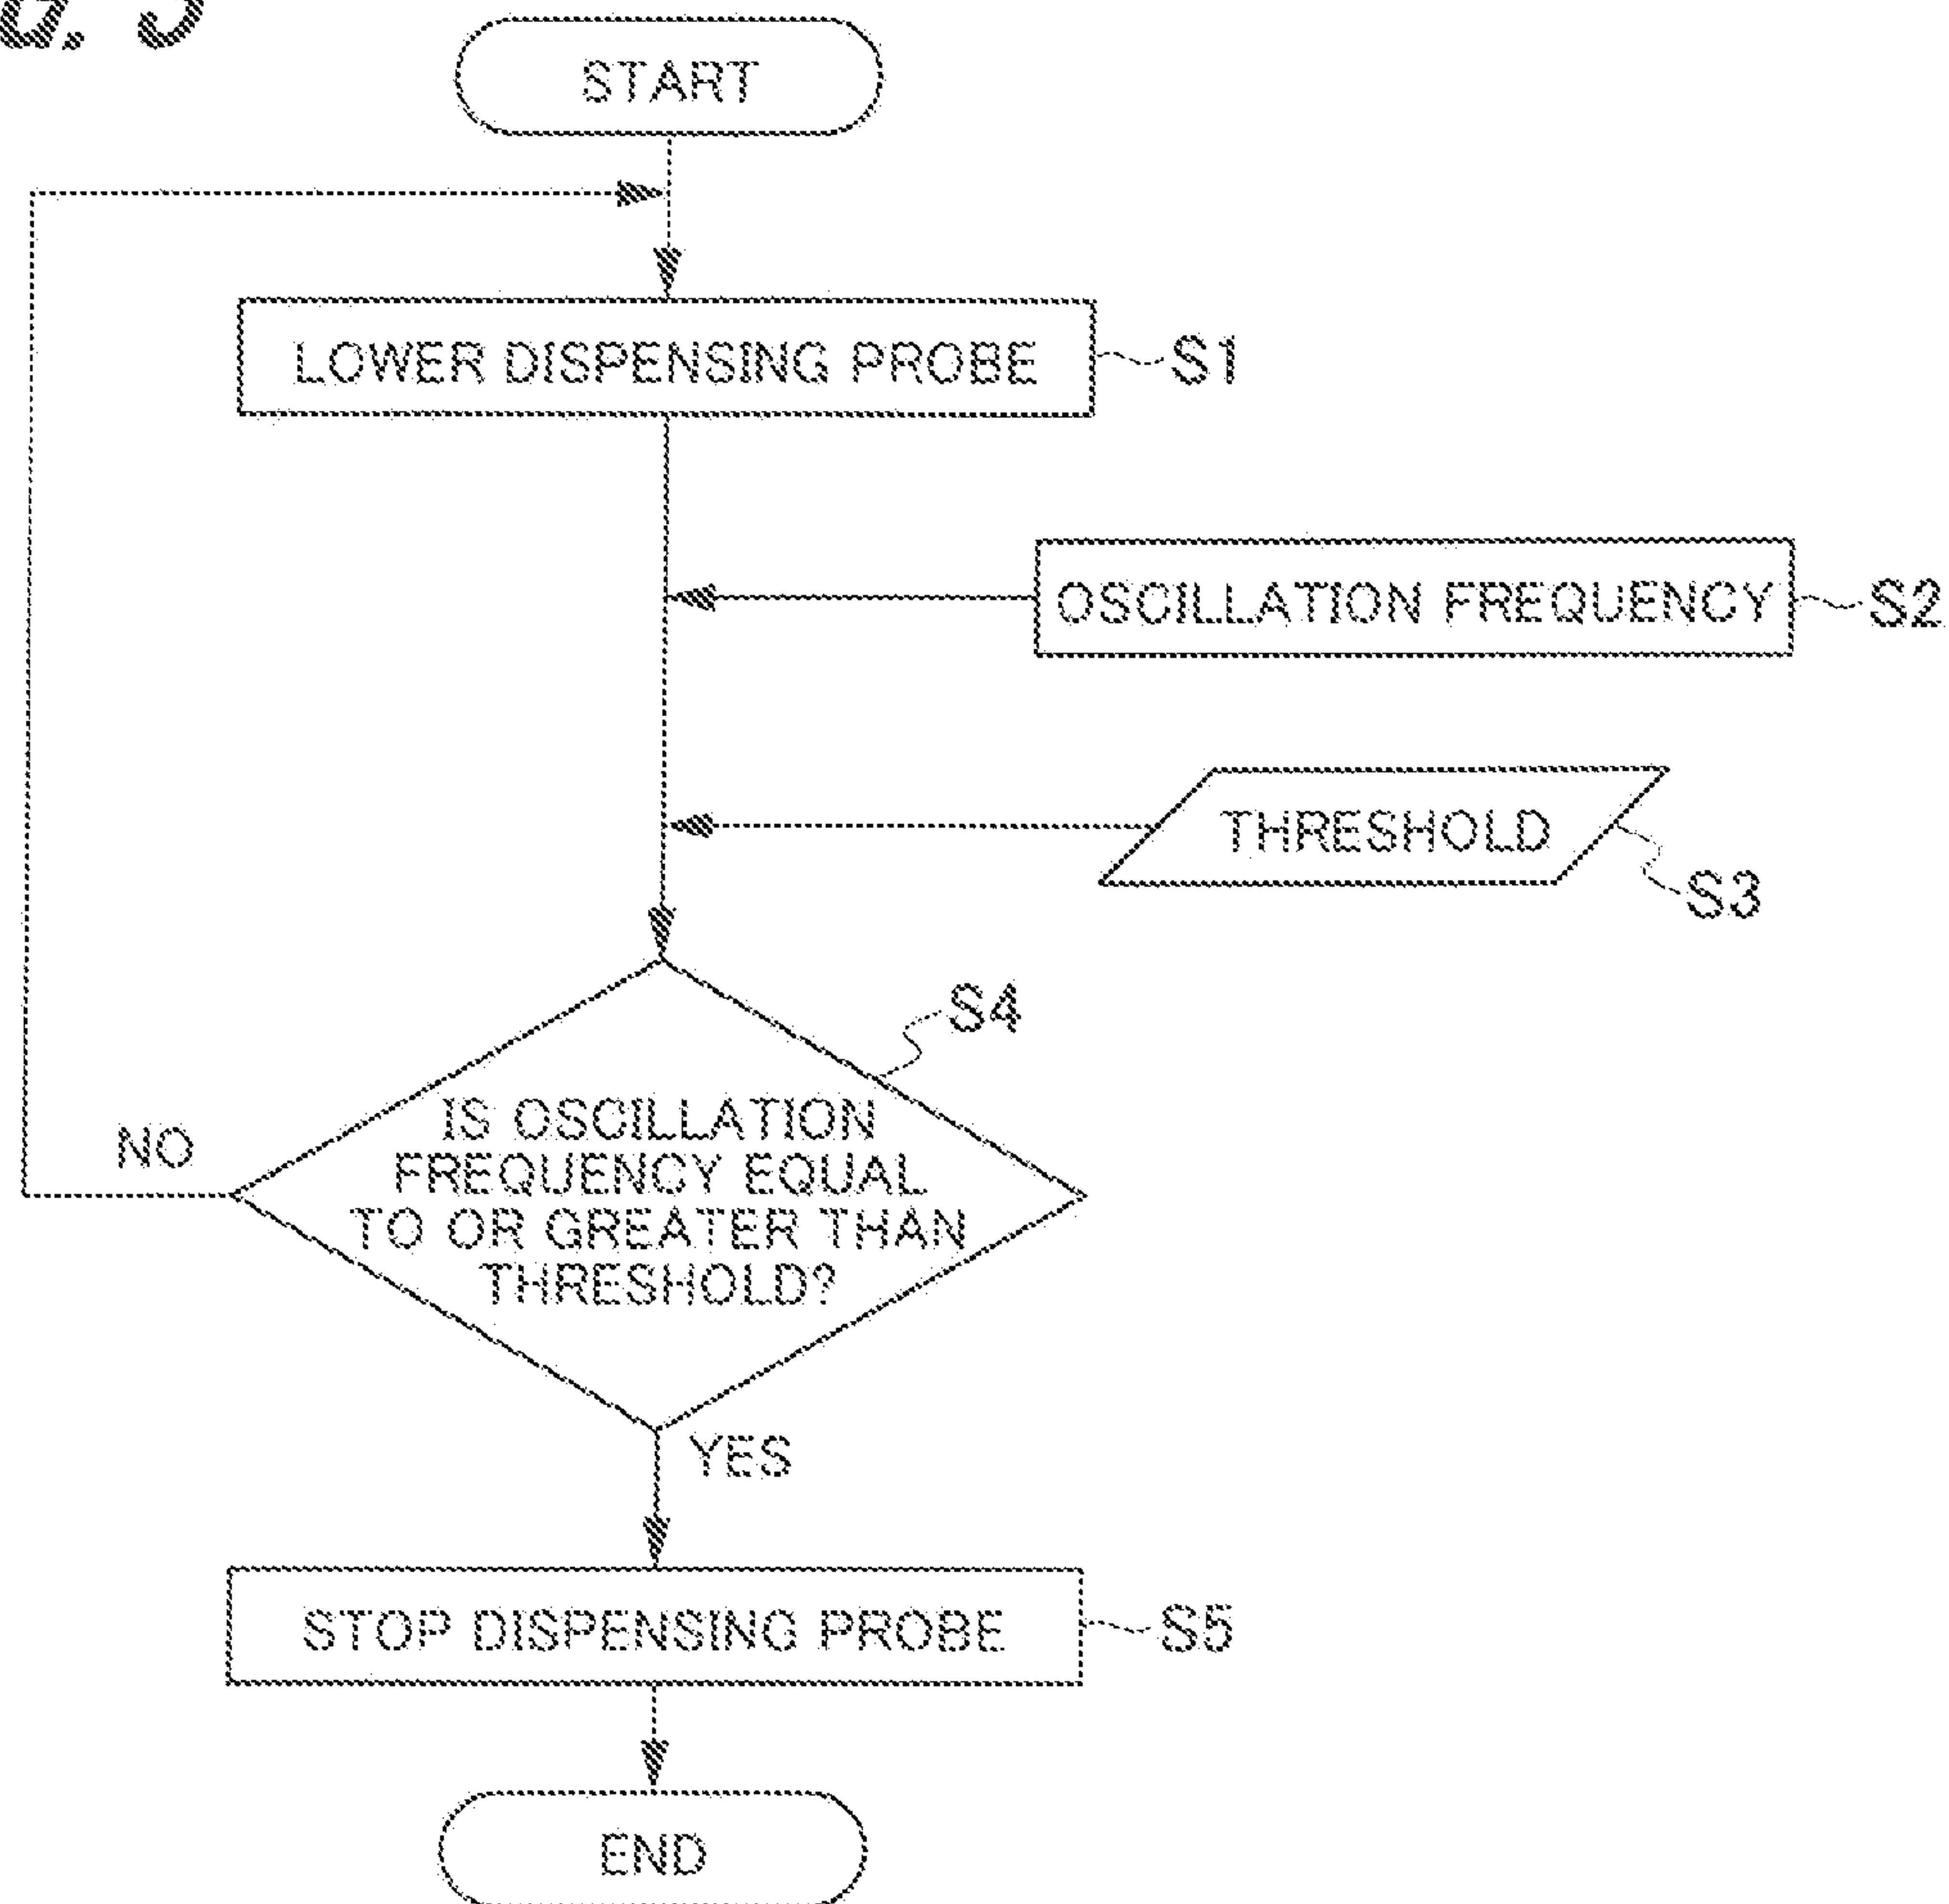 START
LOWER DISPENSING PROBE
S1
OSCILLATION FREQUENCY
S2
THRESHOLD
S3
S4
IS OSCILLATION
FREQUENCY EQUAL
TO OR GREATER THAN
THRESHOLD?
NO
YES
STOP DISPENSING PROBE
S5
END